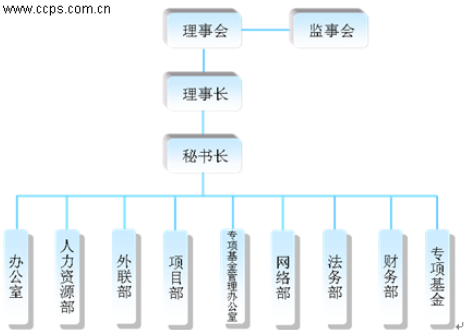 www.ccps.com.cn
理事会
监事会
理事长
秘书长
办公室
人力资源部
外联部
项目部
专项基金管理办公室
网络部
法务部
财务部
专项基金